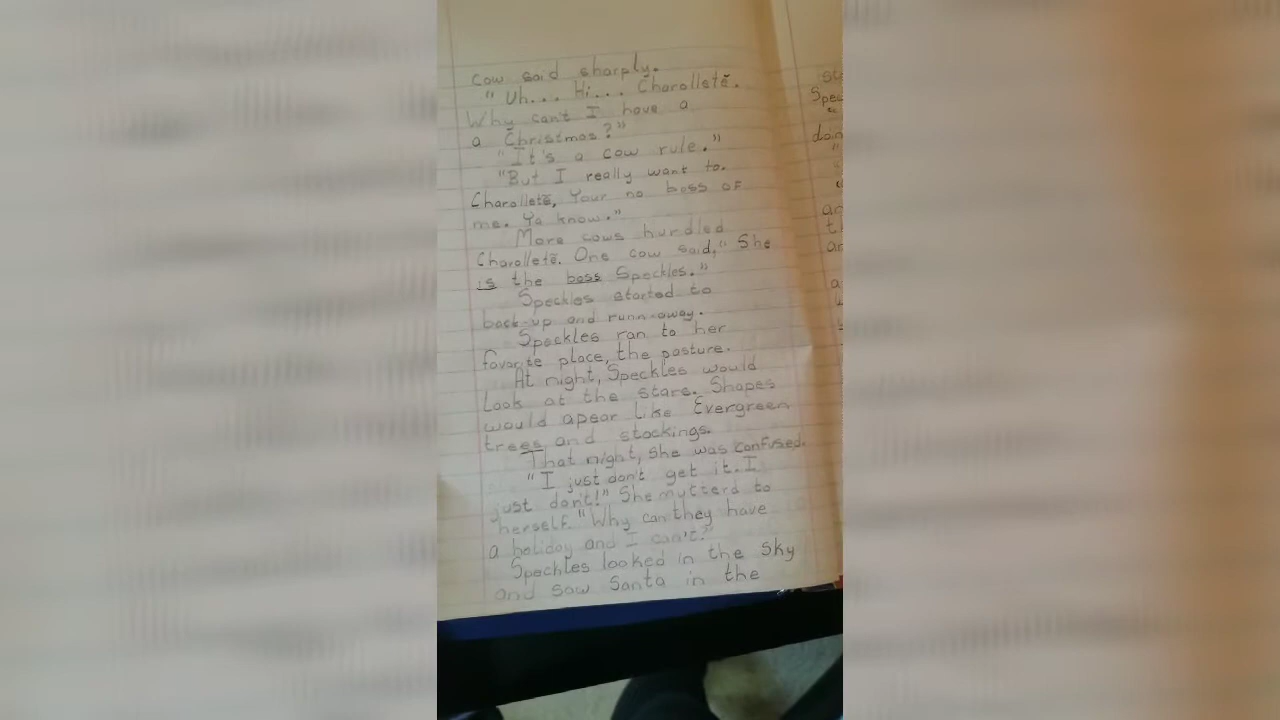 cow said sharply.
"Uh... Hi... Charolletĕ.
Why can't I have a
a Christmas?"
"It's a cow rule."
"But I really want to.
Charolletĕ, Your no boss of
me. Ya know."
More cows hurdled
Charolletĕ. One cow said, "She
is the boss Speckles."
Speckles started to
back-up and runn-away.
Speckles ran to her
favorite place, the pasture.
At night, Speckles would
Look at the stars. Shapes
would apear like Evergreen
trees and stockings.
That night, she was confused.
"I just don't get it. I
just don't!" She mutterd to
herself. "Why can they have
a holiday and I can't?"
Speckles looked in the sky
and saw Santa in the